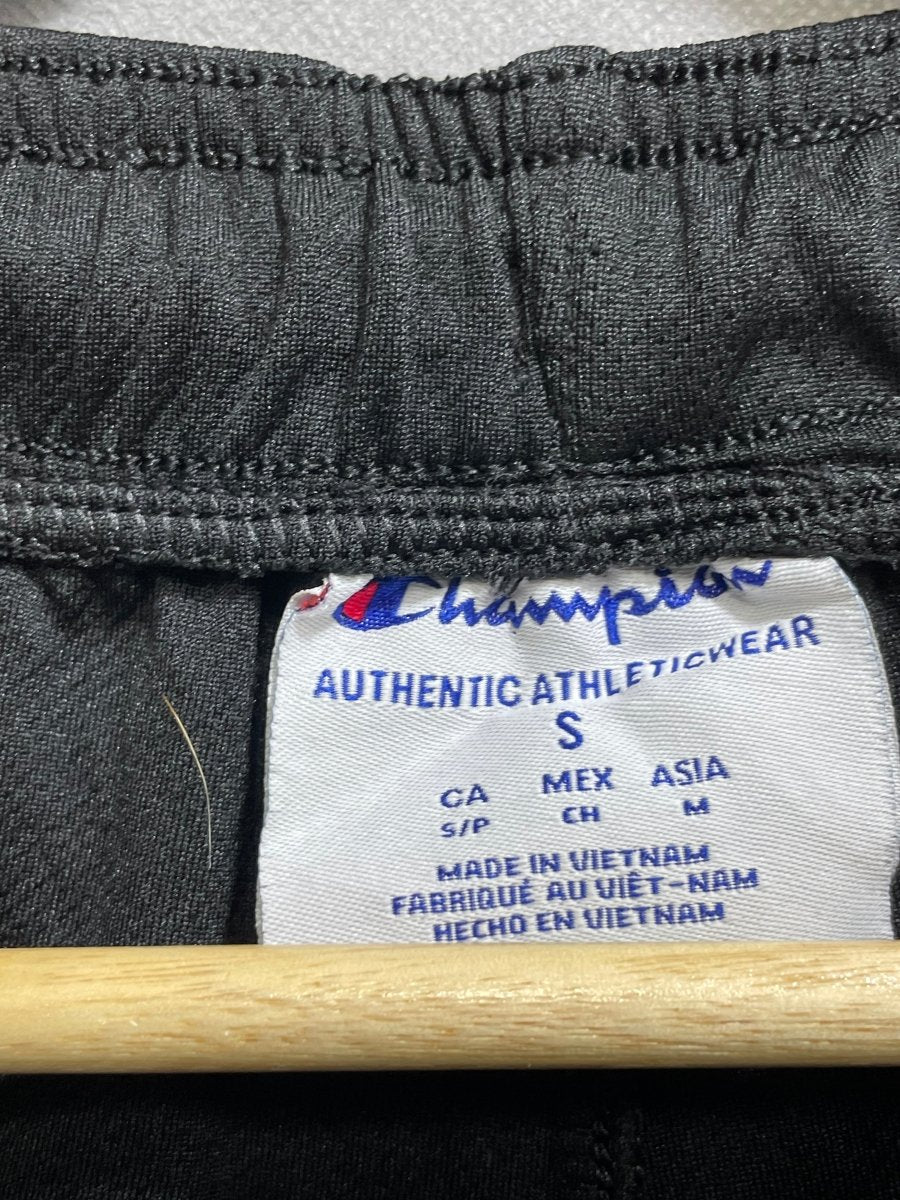 Champion
AUTHENTIC ATHLETICWEAR
S
CA MEX ASIA
S/P CH M
MADE IN VIETNAM
FABRIQUÉ AU VIÊT-NAM
HECHO EN VIETNAM